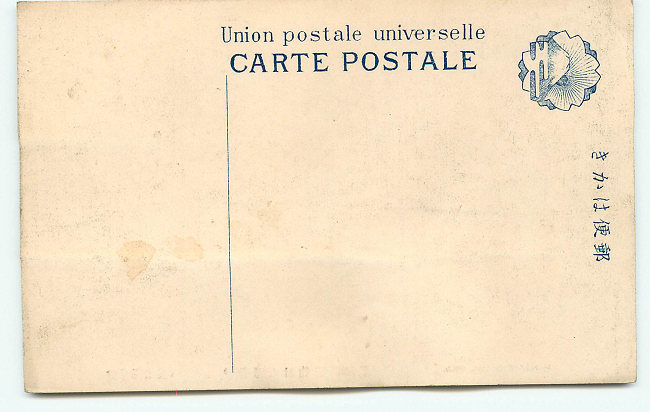 Union postale universelle
CARTE POSTALE
きかは便郵